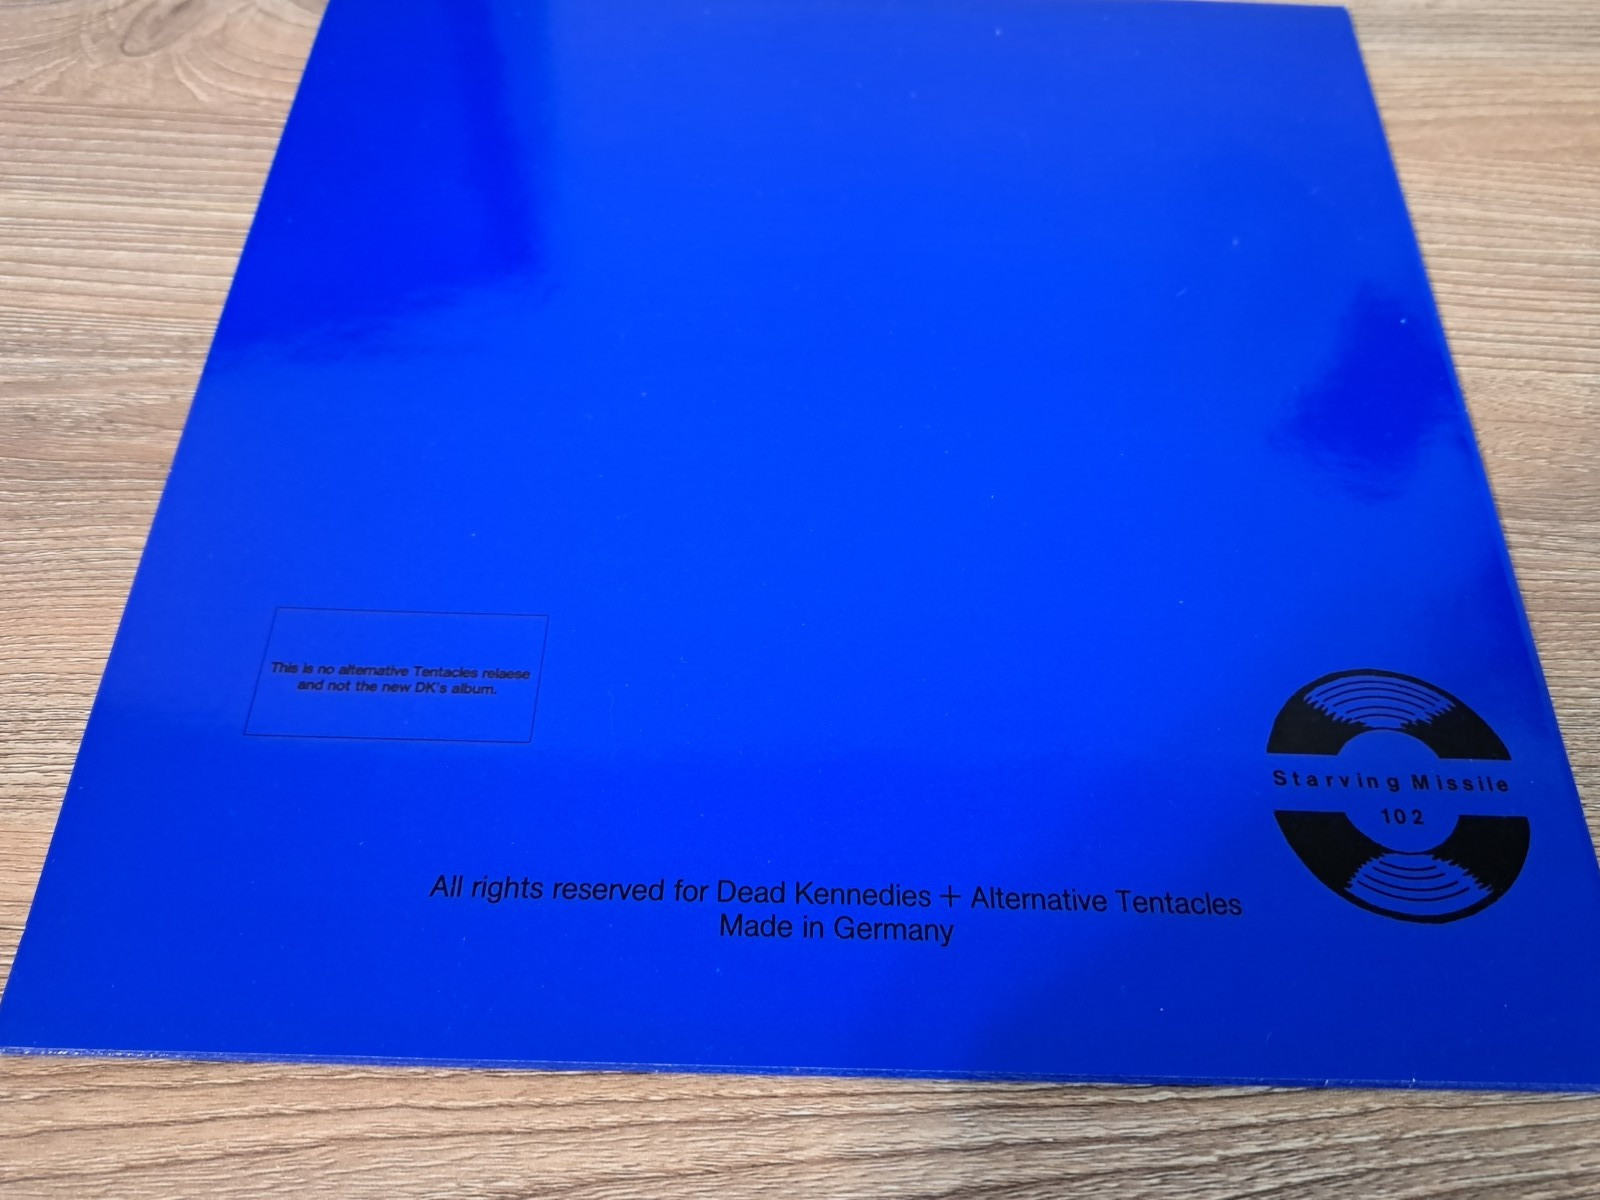 This is no alternative Tentacles relaese
and not the new DK's album.
Starving Missile
102
All rights reserved for Dead Kennedies + Alternative Tentacles
Made in Germany